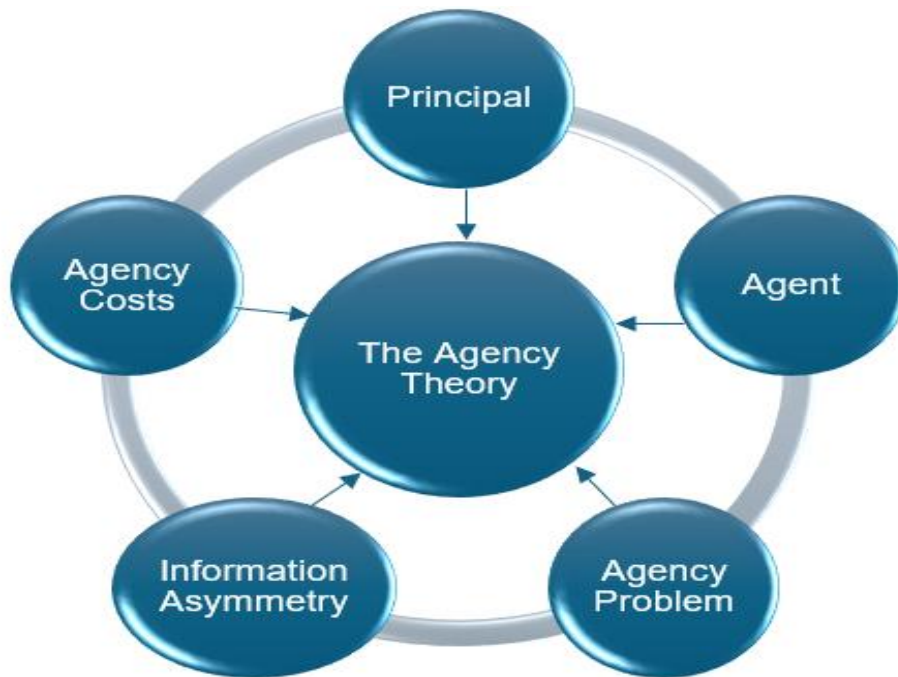 Principal
Agency
Costs
Agent
The Agency
Theory
Information
Asymmetry
Agency
Problem